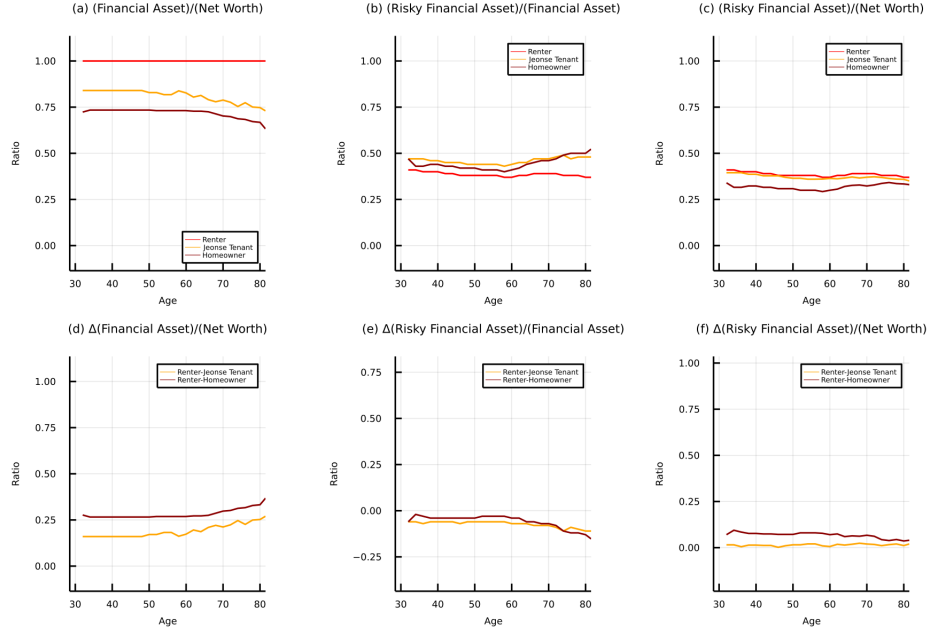 (a) (Financial Asset)/(Net Worth)
1.00
0.75
0.50
0.25
0.00
Ratio
Renter
Jeonse Tenant
Homeowner
30 40 50 60 70 80
Age
(b) (Risky Financial Asset)/(Financial Asset)
1.00
0.75
0.50
0.25
0.00
Ratio
Renter
Jeonse Tenant
Homeowner
30 40 50 60 70 80
Age
(c) (Risky Financial Asset)/(Net Worth)
1.00
0.75
0.50
0.25
0.00
Ratio
Renter
Jeonse Tenant
Homeowner
30 40 50 60 70 80
Age
(d) Δ(Financial Asset)/(Net Worth)
1.00
0.75
0.50
0.25
0.00
Ratio
Renter-Jeonse Tenant
Renter-Homeowner
30 40 50 60 70 80
Age
(e) Δ(Risky Financial Asset)/(Financial Asset)
0.75
0.50
0.25
0.00
−0.25
Ratio
Renter-Jeonse Tenant
Renter-Homeowner
30 40 50 60 70 80
Age
(f) Δ(Risky Financial Asset)/(Net Worth)
1.00
0.75
0.50
0.25
0.00
Ratio
Renter-Jeonse Tenant
Renter-Homeowner
30 40 50 60 70 80
Age